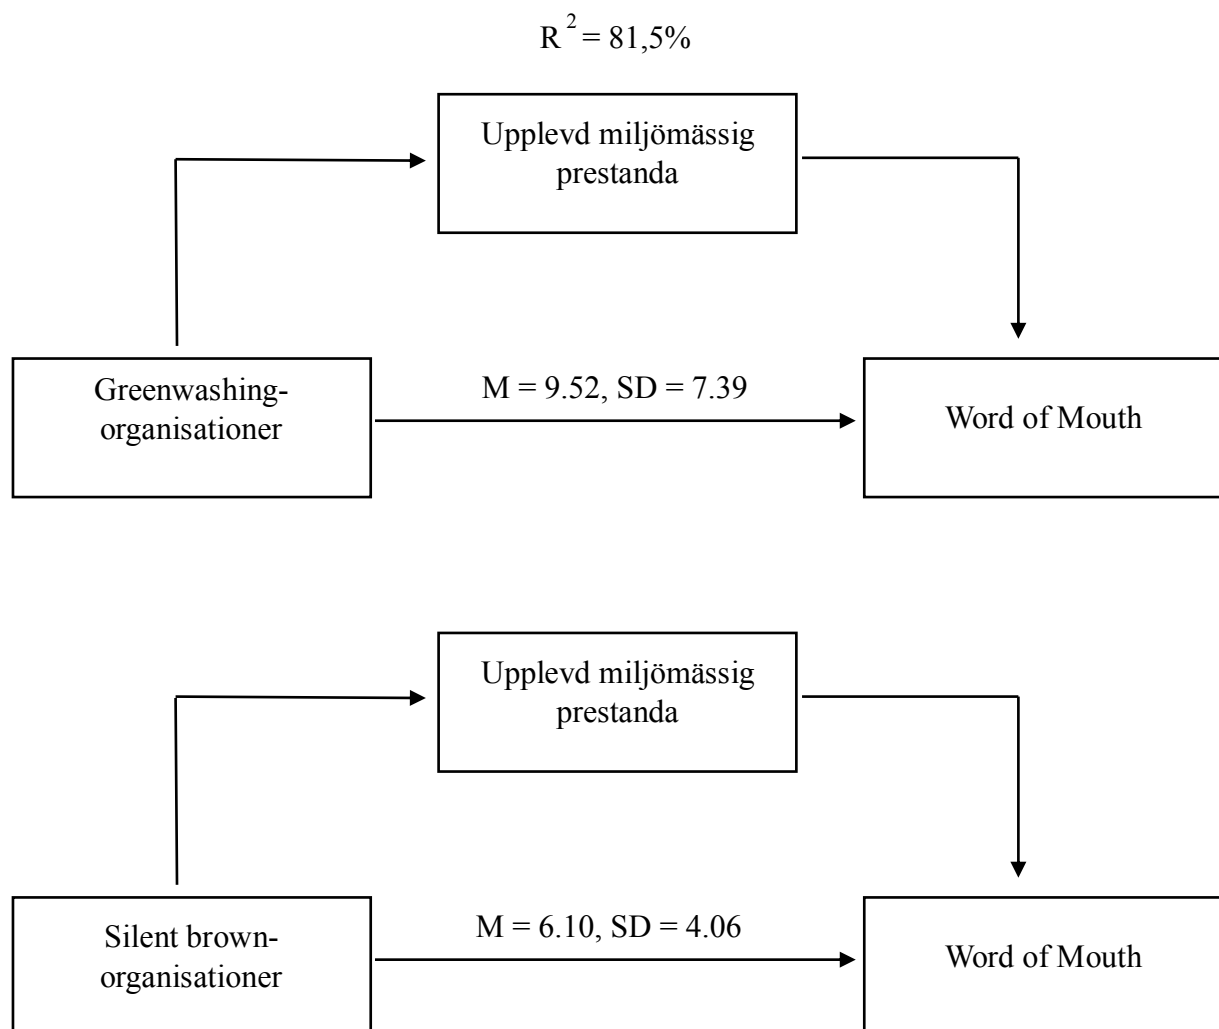 R² = 81,5%
Upplevd miljömässig
prestanda
Greenwashing-
organisationer
M = 9.52, SD = 7.39
Word of Mouth
Upplevd miljömässig
prestanda
Silent brown-
organisationer
M = 6.10, SD = 4.06
Word of Mouth